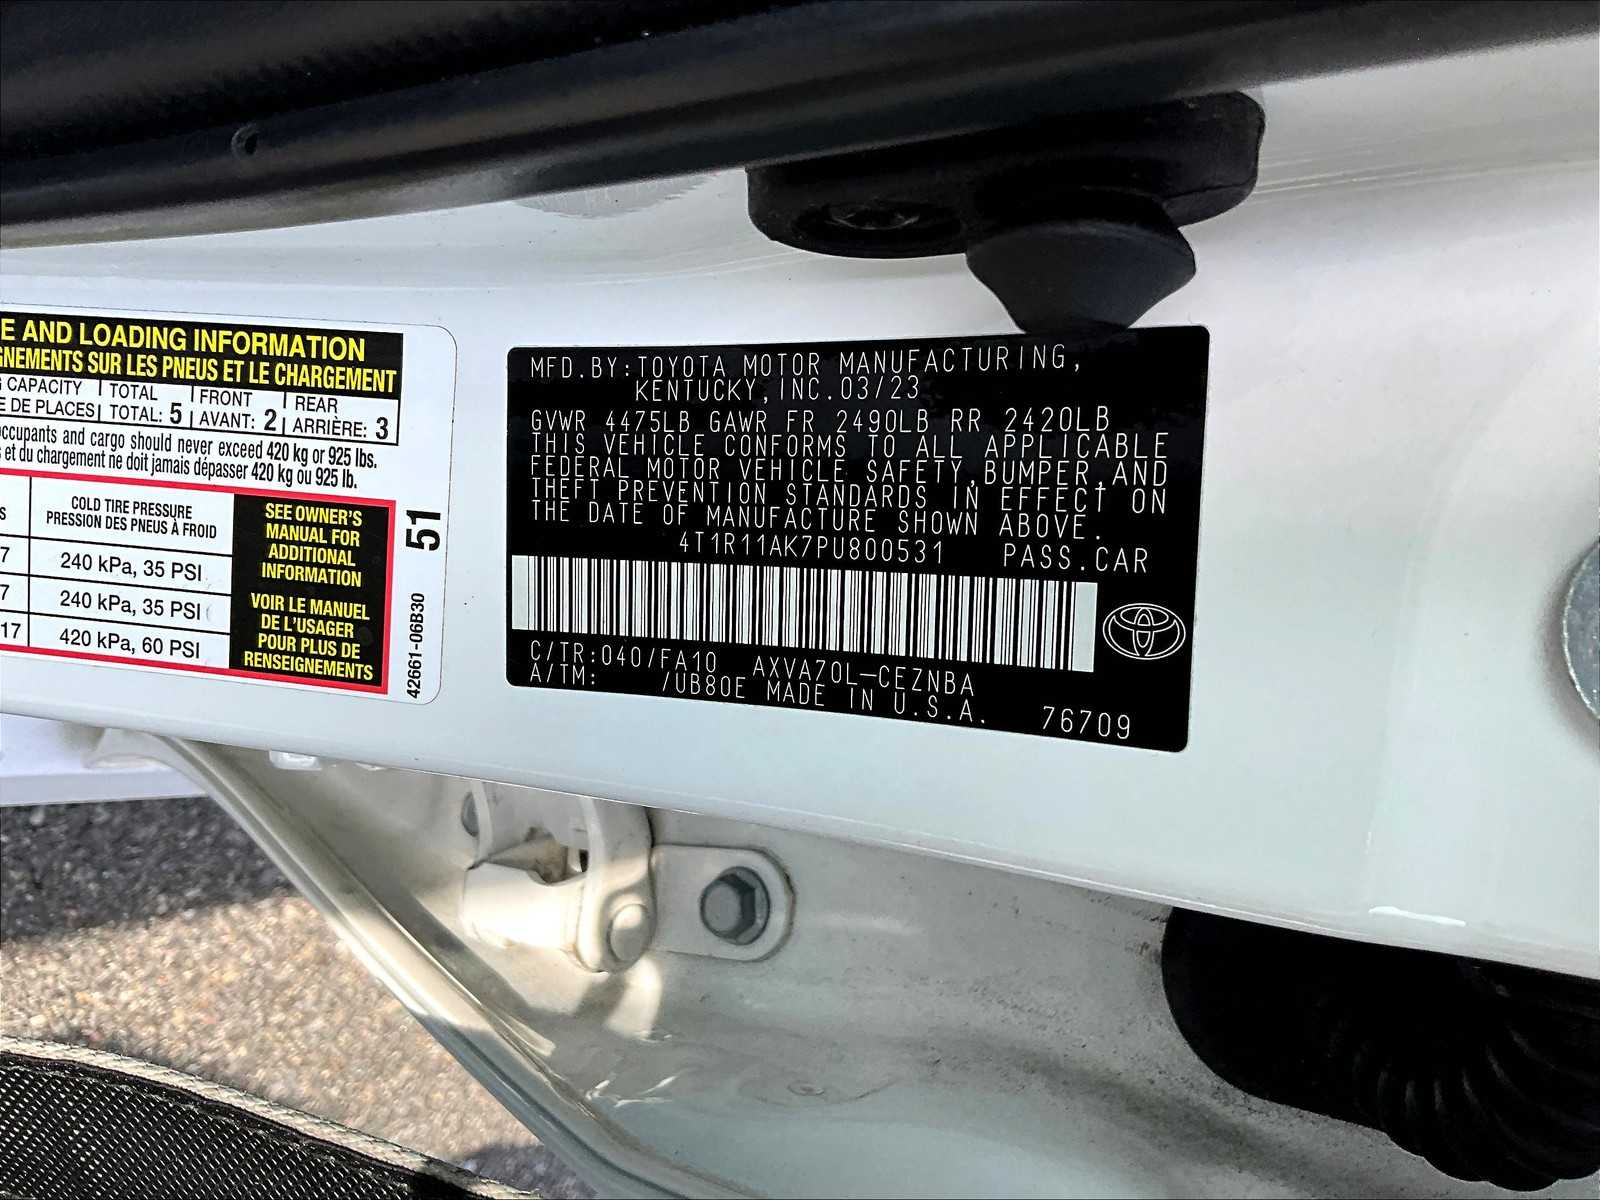 E AND LOADING INFORMATION
GNEMENTS SUR LES PNEUS ET LE CHARGEMENT
G CAPACITY | TOTAL | FRONT | REAR
E DE PLACES | TOTAL: 5 | AVANT: 2 | ARRIÈRE: 3
occupants and cargo should never exceed 420 kg or 925 lbs.
s et du chargement ne doit jamais dépasser 420 kg ou 925 lb.
S
COLD TIRE PRESSURE
PRESSION DES PNEUS À FROID
7 240 kPa, 35 PSI
7 240 kPa, 35 PSI
17 420 kPa, 60 PSI
SEE OWNER'S
MANUAL FOR
ADDITIONAL
INFORMATION
VOIR LE MANUEL
DE L'USAGER
POUR PLUS DE
RENSEIGNEMENTS
51
42661-06B30
MFD.BY:TOYOTA MOTOR MANUFACTURING,
KENTUCKY,INC.03/23
GVWR 4475LB GAWR FR 2490LB RR 2420LB
THIS VEHICLE CONFORMS TO ALL APPLICABLE
FEDERAL MOTOR VEHICLE SAFETY,BUMPER,AND
THEFT PREVENTION STANDARDS IN EFFECT ON
THE DATE OF MANUFACTURE SHOWN ABOVE.
4T1R11AK7PU800531 PASS.CAR
C/TR:040/FA10 AXVA70L-CEZNBA
A/TM: /UB80E MADE IN U.S.A. 76709